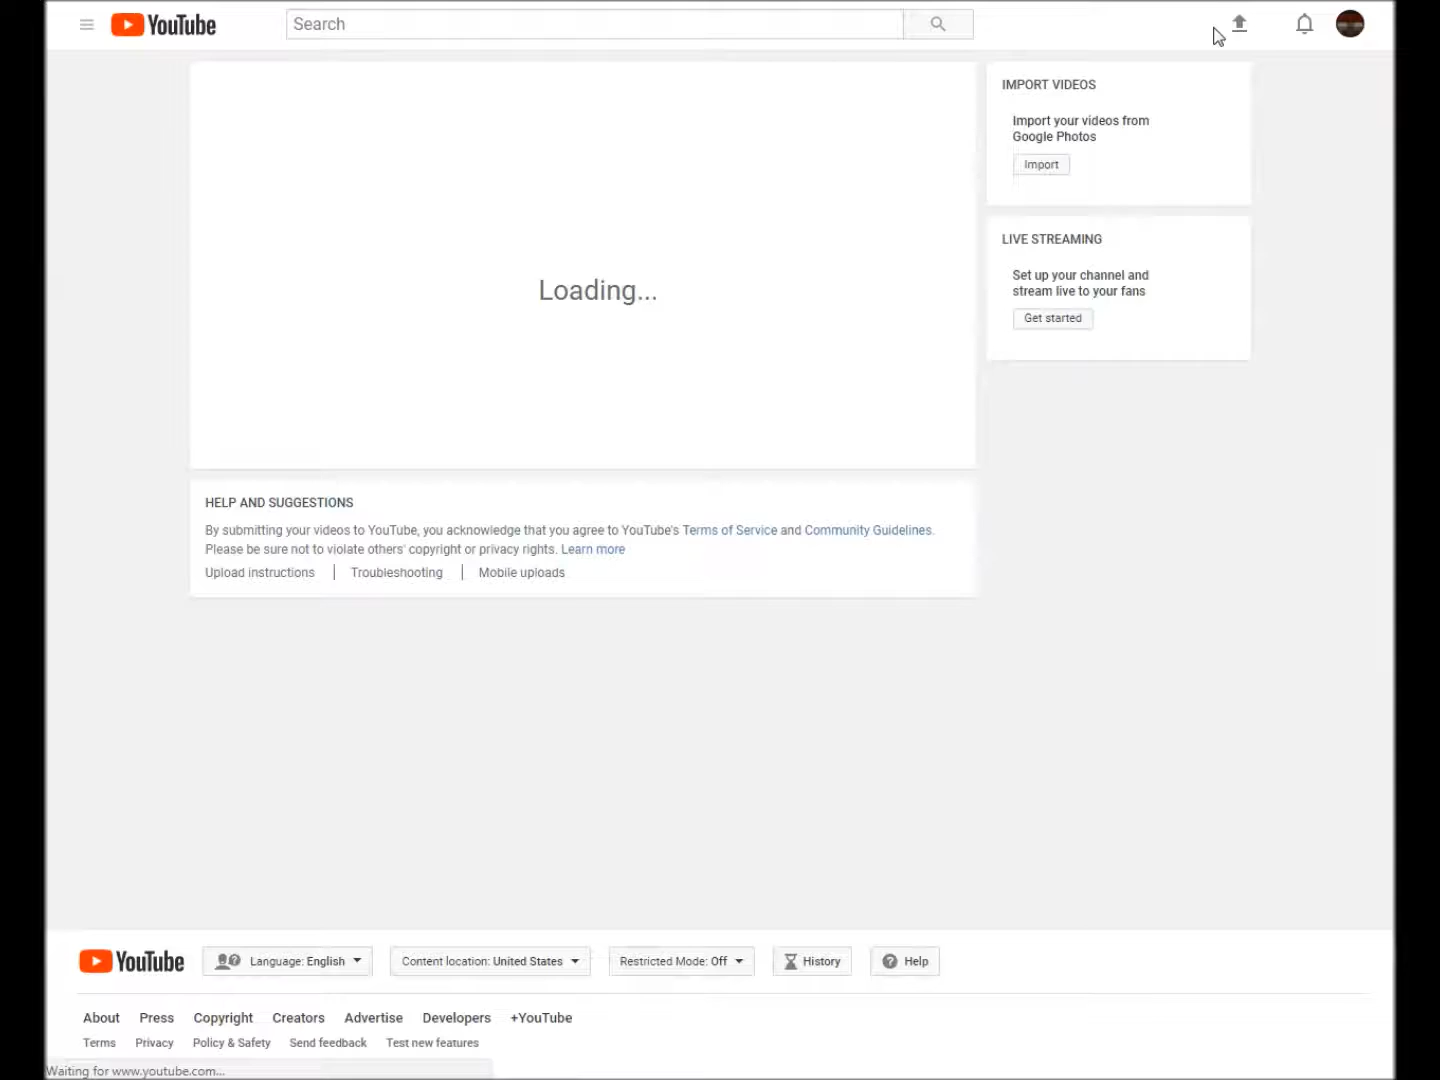 YouTube
Search
IMPORT VIDEOS
Import your videos from
Google Photos
Import
LIVE STREAMING
Set up your channel and
stream live to your fans
Get started
Loading...
HELP AND SUGGESTIONS
By submitting your videos to YouTube, you acknowledge that you agree to YouTube's Terms of Service and Community Guidelines.
Please be sure not to violate others' copyright or privacy rights. Learn more
Upload instructions | Troubleshooting | Mobile uploads
YouTube Language: English Content location: United States Restricted Mode: Off History Help
About Press Copyright Creators Advertise Developers +YouTube
Terms Privacy Policy & Safety Send feedback Test new features
Waiting for www.youtube.com...